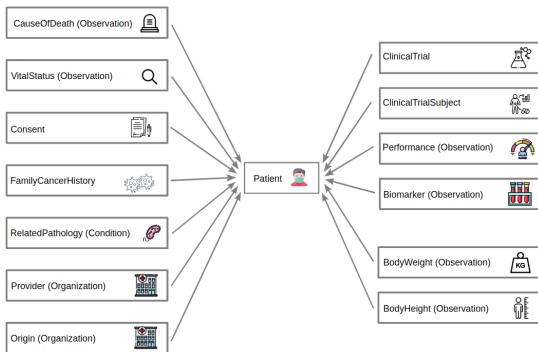 CauseOfDeath (Observation)
VitalStatus (Observation)
Consent
FamilyCancerHistory
RelatedPathology (Condition)
Provider (Organization)
Origin (Organization)
Patient
ClinicalTrial
ClinicalTrialSubject
Performance (Observation)
Biomarker (Observation)
BodyWeight (Observation)
KG
BodyHeight (Observation)